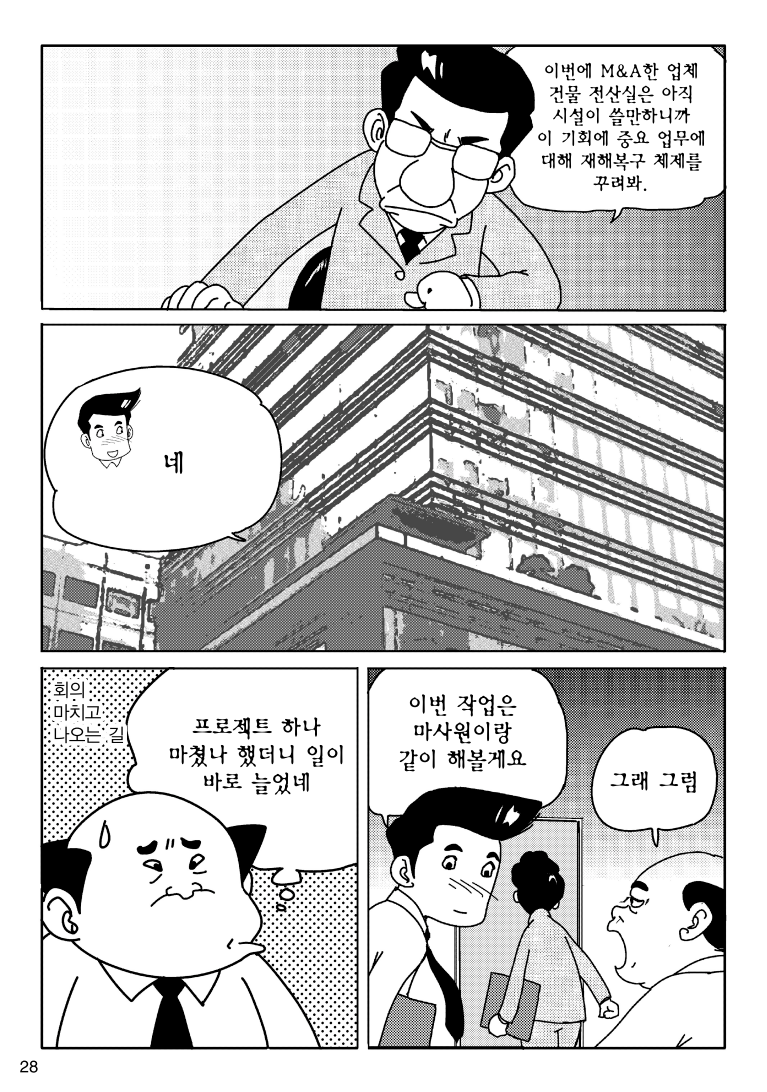 이번에 M&A한 업체
건물 전산실은 아직
시설이 쓸만하니까
이 기회에 중요 업무에
대해 재해복구 체제를
꾸려봐.
네
회의
마치고
나오는 길
프로젝트 하나
마쳤나 했더니 일이
바로 늘었네
이번 작업은
마사원이랑
같이 해볼게요
그래 그럼
28